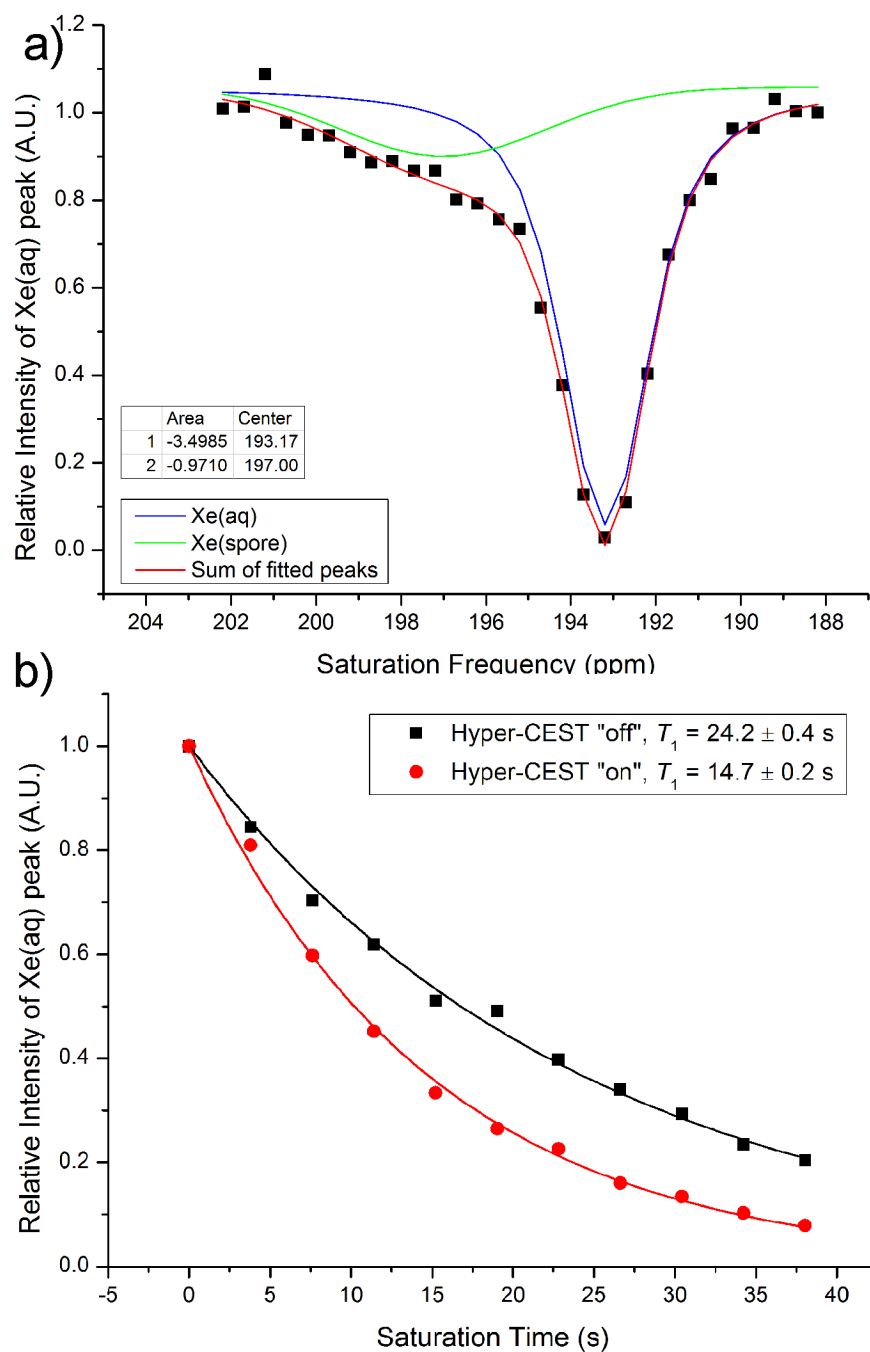 a)
Relative Intensity of Xe(aq) peak (A.U.)
1.2
1.0
0.8
0.6
0.4
0.2
0.0
Area Center
1 -3.4985 193.17
2 -0.9710 197.00
Xe(aq)
Xe(spore)
Sum of fitted peaks
204 202 200 198 196 194 192 190 188
Saturation Frequency (ppm)
b)
Relative Intensity of Xe(aq) peak (A.U.)
1.0
0.8
0.6
0.4
0.2
0.0
Hyper-CEST "off", T1 = 24.2 ± 0.4 s
Hyper-CEST "on", T1 = 14.7 ± 0.2 s
-5 0 5 10 15 20 25 30 35 40
Saturation Time (s)